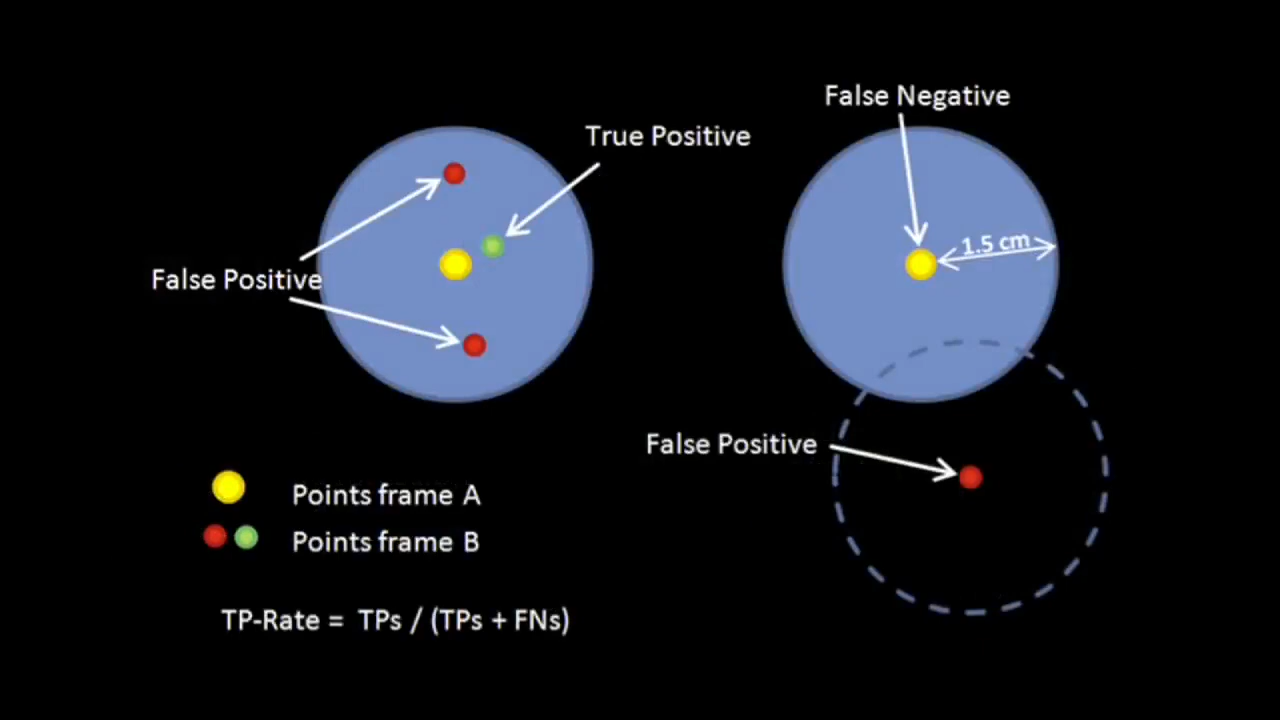 False Negative
True Positive
1.5 cm
False Positive
False Positive
Points frame A
Points frame B
TP-Rate = TPs / (TPs + FNs)